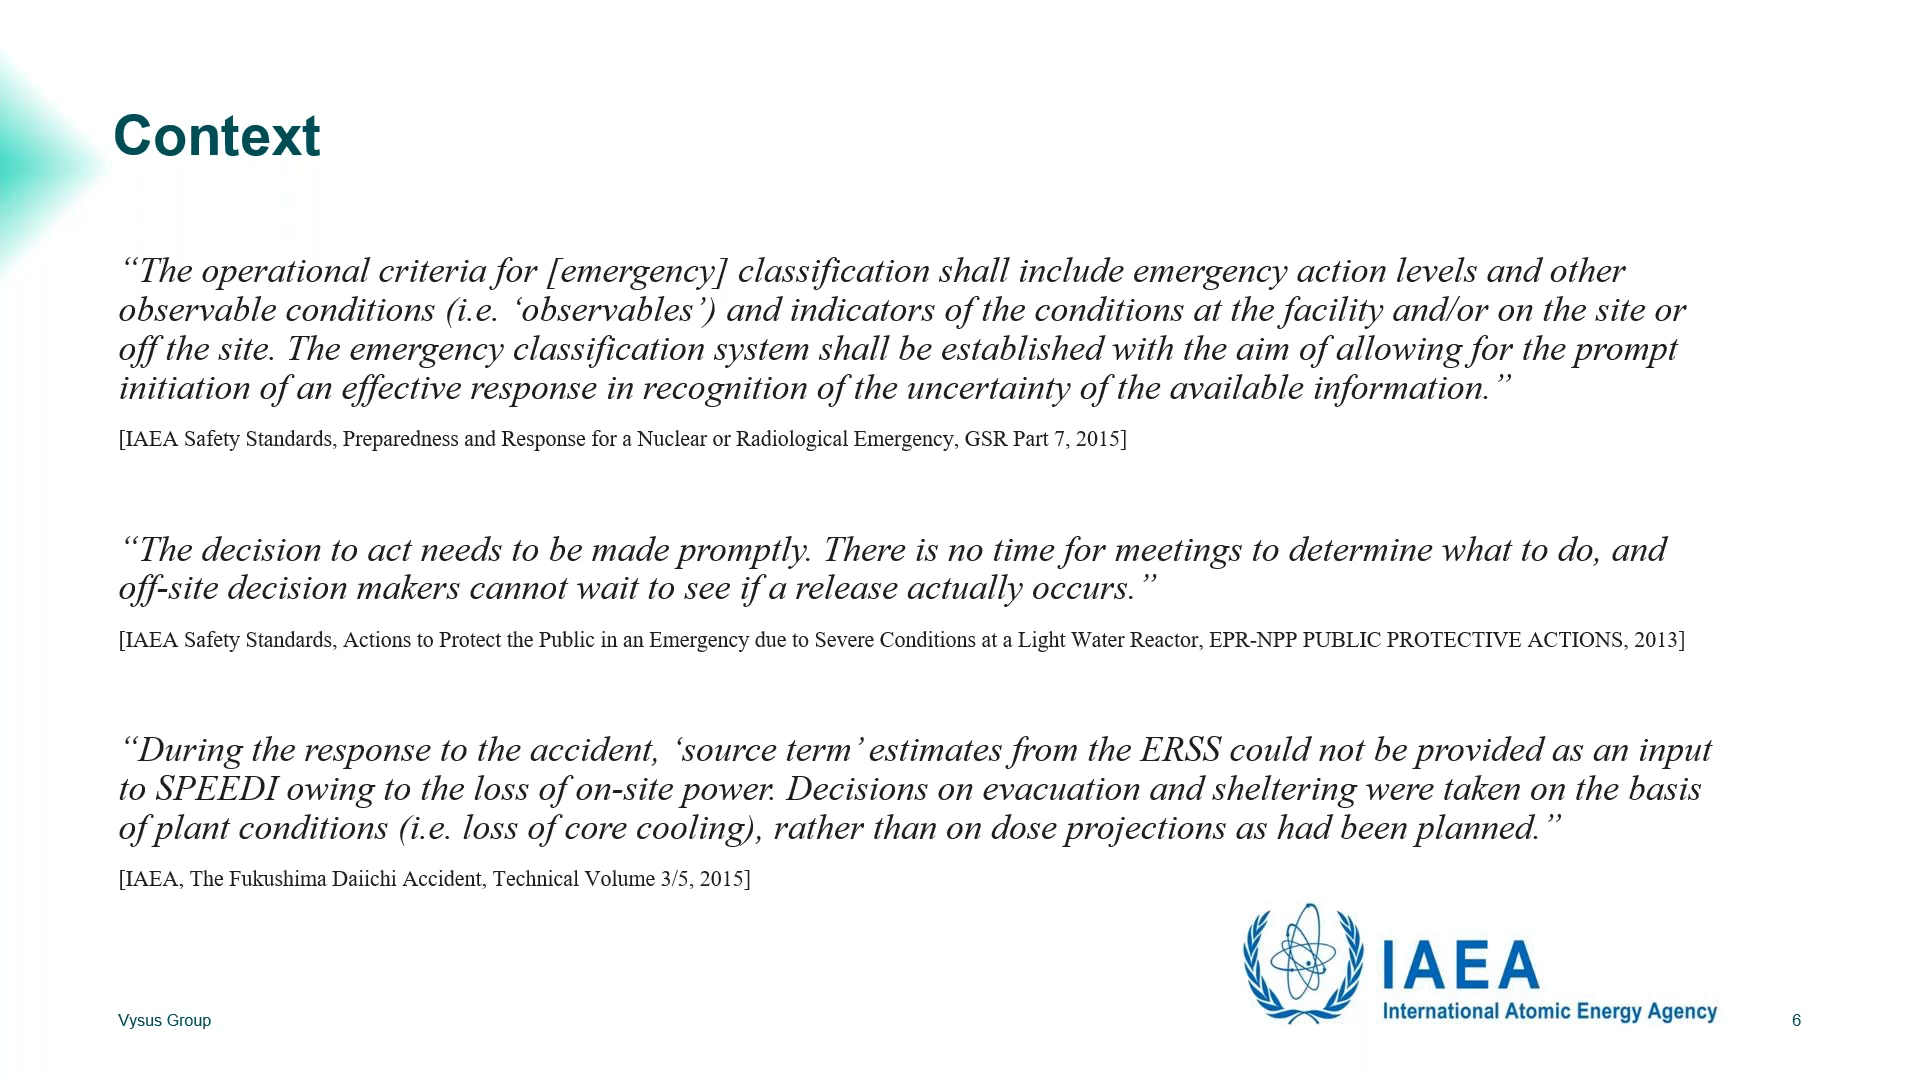 Context
“The operational criteria for [emergency] classification shall include emergency action levels and other
observable conditions (i.e. ‘observables’) and indicators of the conditions at the facility and/or on the site or
off the site. The emergency classification system shall be established with the aim of allowing for the prompt
initiation of an effective response in recognition of the uncertainty of the available information.”
[IAEA Safety Standards, Preparedness and Response for a Nuclear or Radiological Emergency, GSR Part 7, 2015]
“The decision to act needs to be made promptly. There is no time for meetings to determine what to do, and
off-site decision makers cannot wait to see if a release actually occurs.”
[IAEA Safety Standards, Actions to Protect the Public in an Emergency due to Severe Conditions at a Light Water Reactor, EPR-NPP PUBLIC PROTECTIVE ACTIONS, 2013]
“During the response to the accident, ‘source term’ estimates from the ERSS could not be provided as an input
to SPEEDI owing to the loss of on-site power. Decisions on evacuation and sheltering were taken on the basis
of plant conditions (i.e. loss of core cooling), rather than on dose projections as had been planned.”
[IAEA, The Fukushima Daiichi Accident, Technical Volume 3/5, 2015]
IAEA
International Atomic Energy Agency
Vysus Group
6